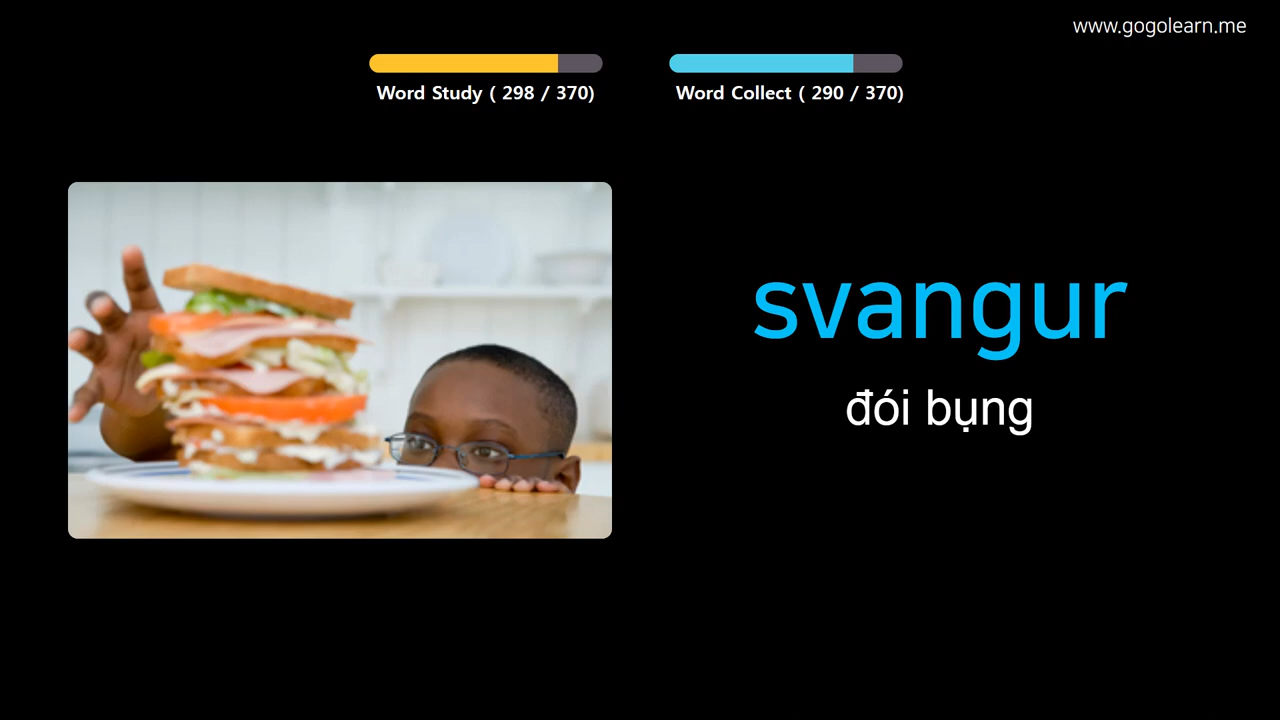 www.gogolearn.me
Word Study ( 298 / 370)
Word Collect ( 290 / 370)
svangur
đói bụng